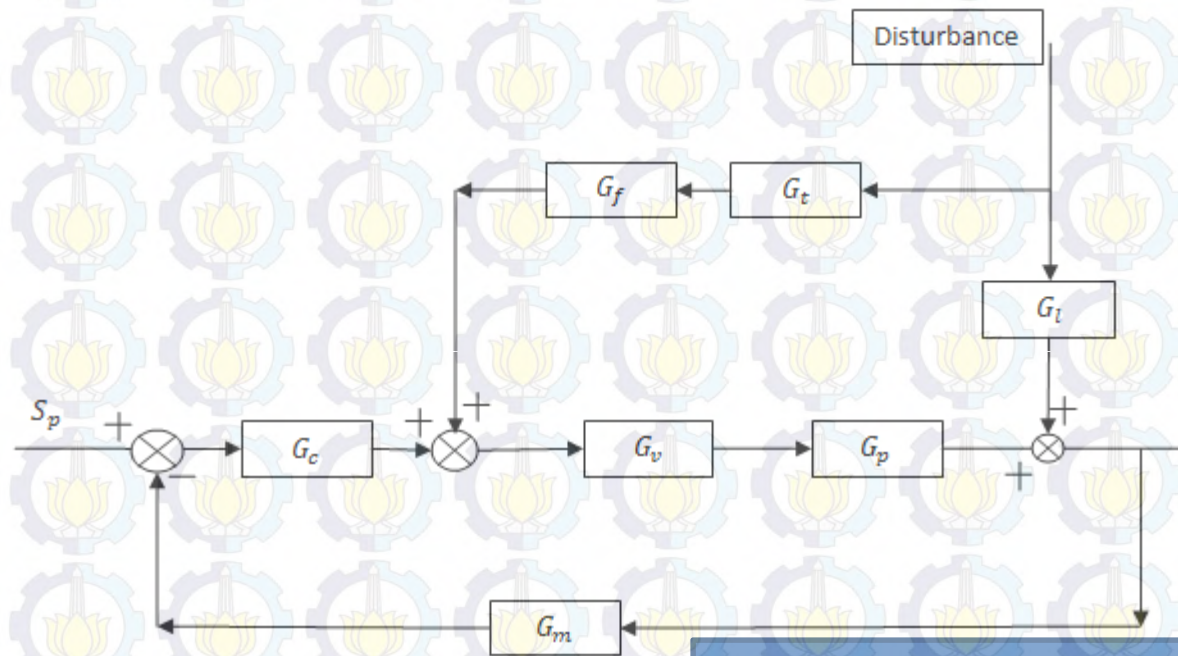 Disturbance
G_f
G_t
G_l
S_p
+
+
+
+
G_c
G_v
G_p
−
+
G_m